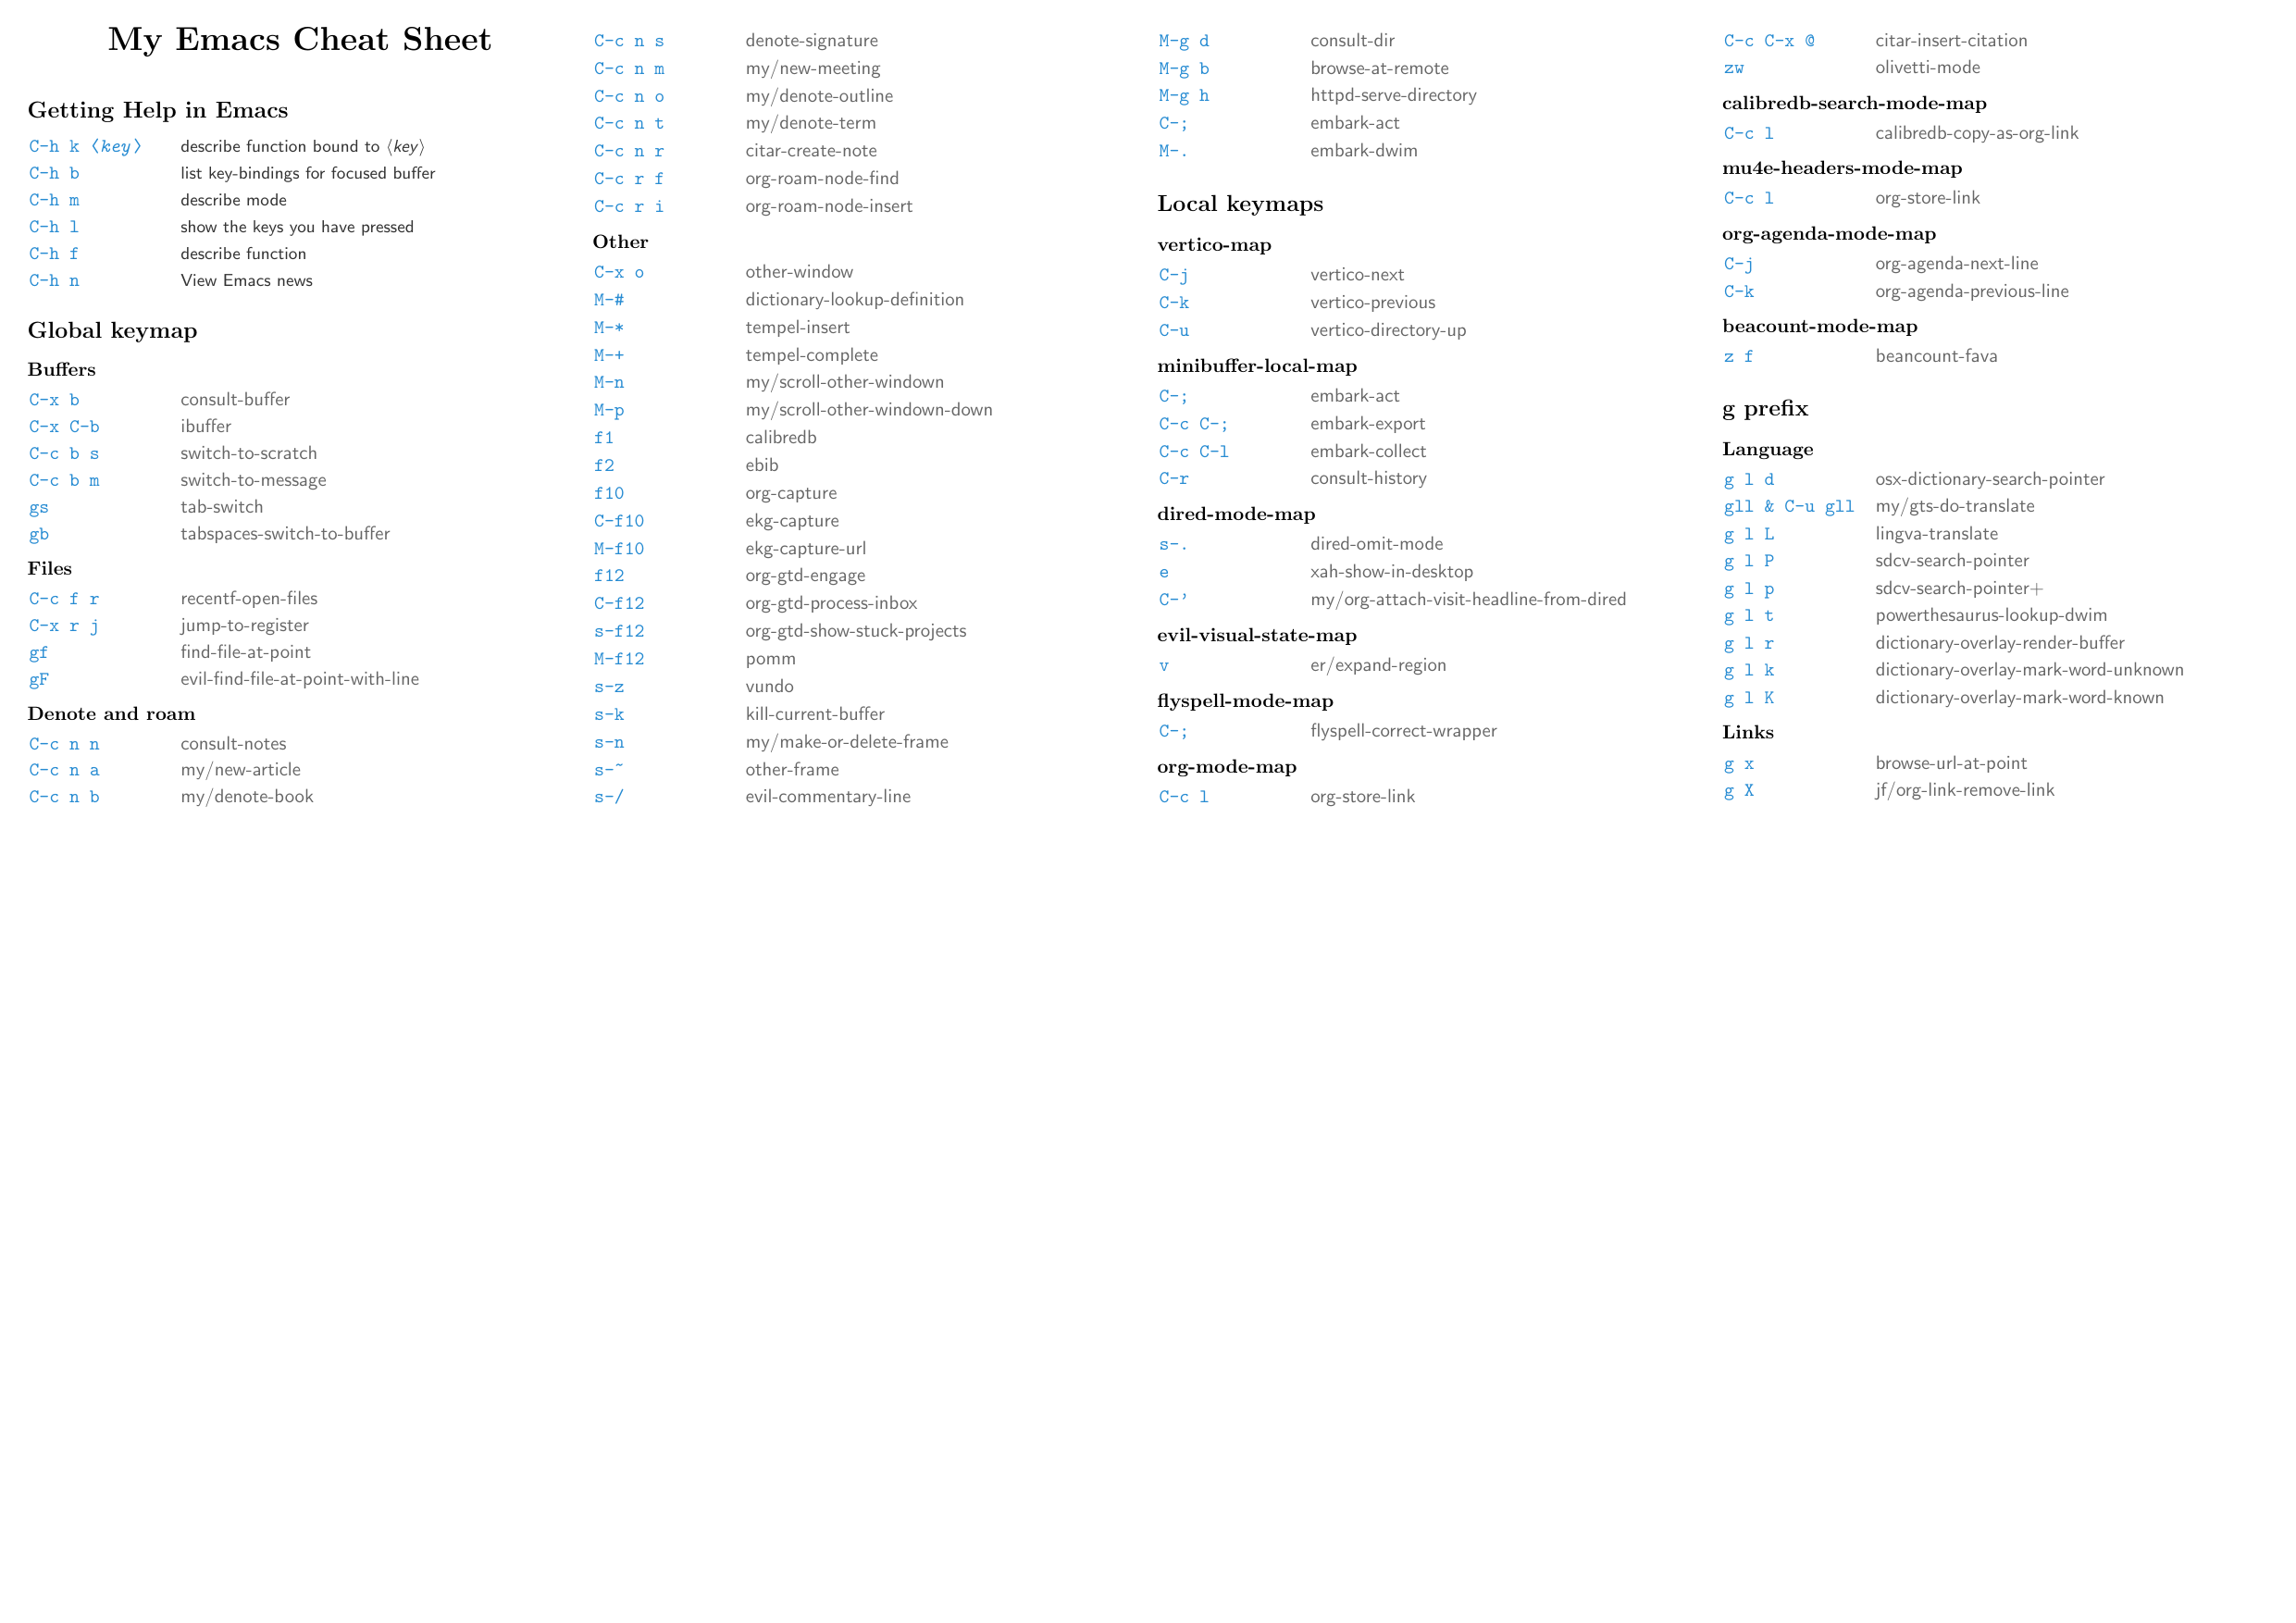 My Emacs Cheat Sheet
Getting Help in Emacs
C-h k ⟨key⟩ describe function bound to ⟨key⟩
C-h b list key-bindings for focused buffer
C-h m describe mode
C-h l show the keys you have pressed
C-h f describe function
C-h n View Emacs news
Global keymap
Buffers
C-x b consult-buffer
C-x C-b ibuffer
C-c b s switch-to-scratch
C-c b m switch-to-message
gs tab-switch
gb tabspaces-switch-to-buffer
Files
C-c f r recentf-open-files
C-x r j jump-to-register
gf find-file-at-point
gF evil-find-file-at-point-with-line
Denote and roam
C-c n n consult-notes
C-c n a my/new-article
C-c n b my/denote-book
C-c n s denote-signature
C-c n m my/new-meeting
C-c n o my/denote-outline
C-c n t my/denote-term
C-c n r citar-create-note
C-c r f org-roam-node-find
C-c r i org-roam-node-insert
Other
C-x o other-window
M-# dictionary-lookup-definition
M-* tempel-insert
M-+ tempel-complete
M-n my/scroll-other-windown
M-p my/scroll-other-windown-down
f1 calibredb
f2 ebib
f10 org-capture
C-f10 ekg-capture
M-f10 ekg-capture-url
f12 org-gtd-engage
C-f12 org-gtd-process-inbox
s-f12 org-gtd-show-stuck-projects
M-f12 pomm
s-z vundo
s-k kill-current-buffer
s-n my/make-or-delete-frame
s-~ other-frame
s-/ evil-commentary-line
M-g d consult-dir
M-g b browse-at-remote
M-g h httpd-serve-directory
C-; embark-act
M-. embark-dwim
Local keymaps
vertico-map
C-j vertico-next
C-k vertico-previous
C-u vertico-directory-up
minibuffer-local-map
C-; embark-act
C-c C-; embark-export
C-c C-l embark-collect
C-r consult-history
dired-mode-map
s-. dired-omit-mode
e xah-show-in-desktop
C-' my/org-attach-visit-headline-from-dired
evil-visual-state-map
v er/expand-region
flyspell-mode-map
C-; flyspell-correct-wrapper
org-mode-map
C-c l org-store-link
C-c C-x @ citar-insert-citation
zw olivetti-mode
calibredb-search-mode-map
C-c l calibredb-copy-as-org-link
mu4e-headers-mode-map
C-c l org-store-link
org-agenda-mode-map
C-j org-agenda-next-line
C-k org-agenda-previous-line
beacount-mode-map
z f beancount-fava
g prefix
Language
g l d osx-dictionary-search-pointer
gll & C-u gll my/gts-do-translate
g l L lingva-translate
g l P sdcv-search-pointer
g l p sdcv-search-pointer+
g l t powerthesaurus-lookup-dwim
g l r dictionary-overlay-render-buffer
g l k dictionary-overlay-mark-word-unknown
g l K dictionary-overlay-mark-word-known
Links
g x browse-url-at-point
g X jf/org-link-remove-link